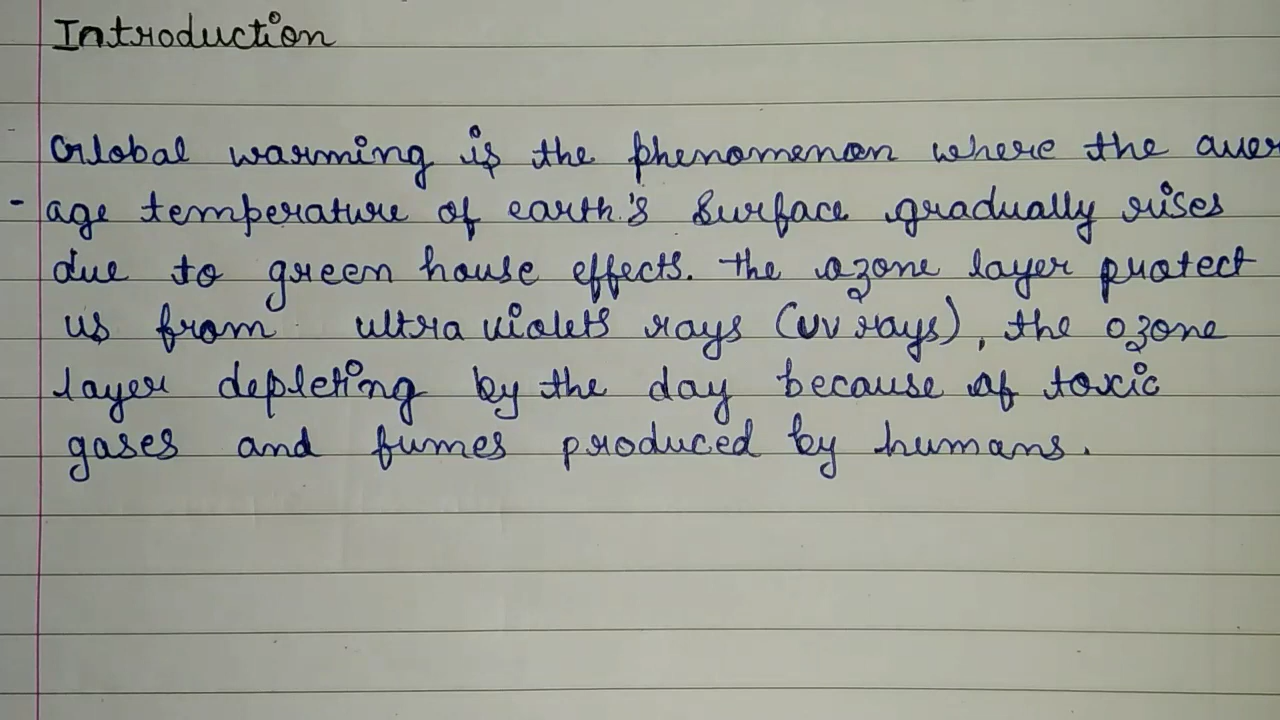 Introduction
Global warming is the phenomenon where the aver
- age temperature of earth's surface gradually rises
due to green house effects. the ozone layer protect
us from ultra violets rays (UV rays), the ozone
layer depleting by the day because of toxic
gases and fumes produced by humans.